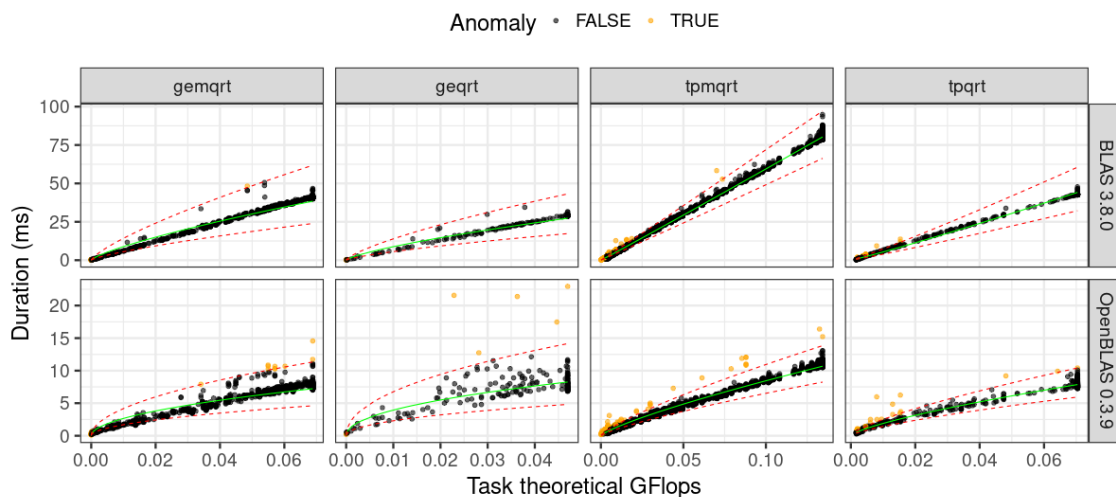 Anomaly FALSE TRUE
gemqrt geqrt tpmqrt tpqrt
Duration (ms)
100
75
50
25
0
BLAS 3.8.0
20
15
10
5
0
OpenBLAS 0.3.9
0.00 0.02 0.04 0.06 0.00 0.01 0.02 0.03 0.04 0.00 0.05 0.10 0.00 0.02 0.04 0.06
Task theoretical GFlops